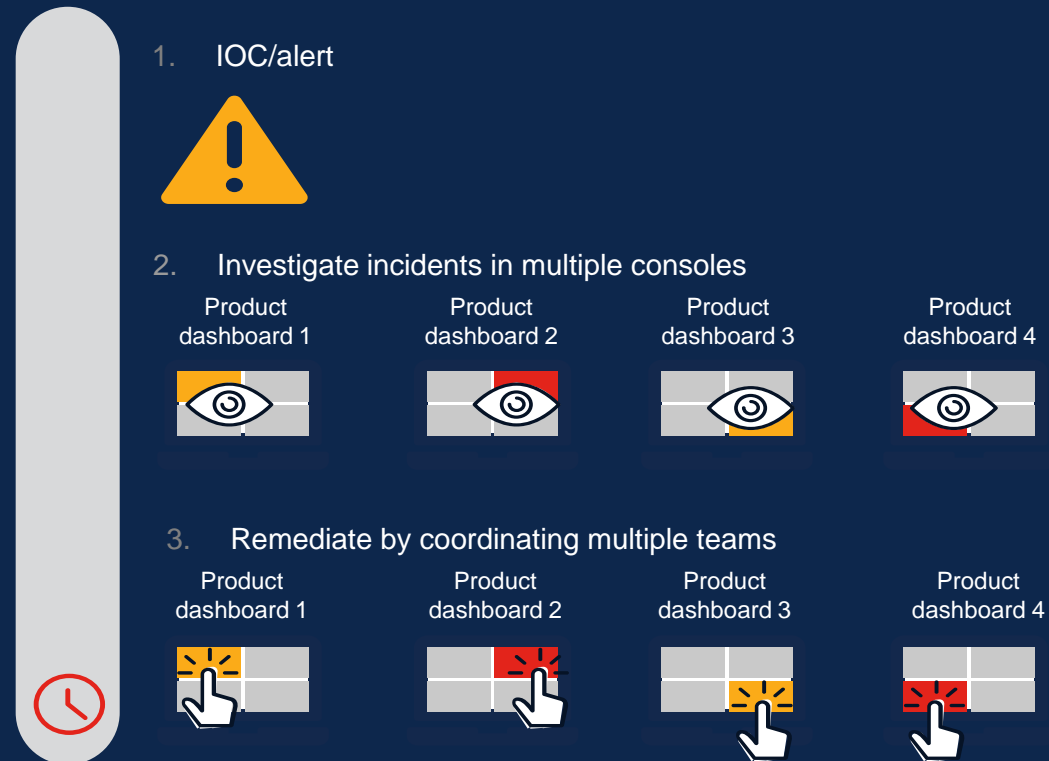 1. IOC/alert
2. Investigate incidents in multiple consoles
Product
dashboard 1
Product
dashboard 2
Product
dashboard 3
Product
dashboard 4
3. Remediate by coordinating multiple teams
Product
dashboard 1
Product
dashboard 2
Product
dashboard 3
Product
dashboard 4